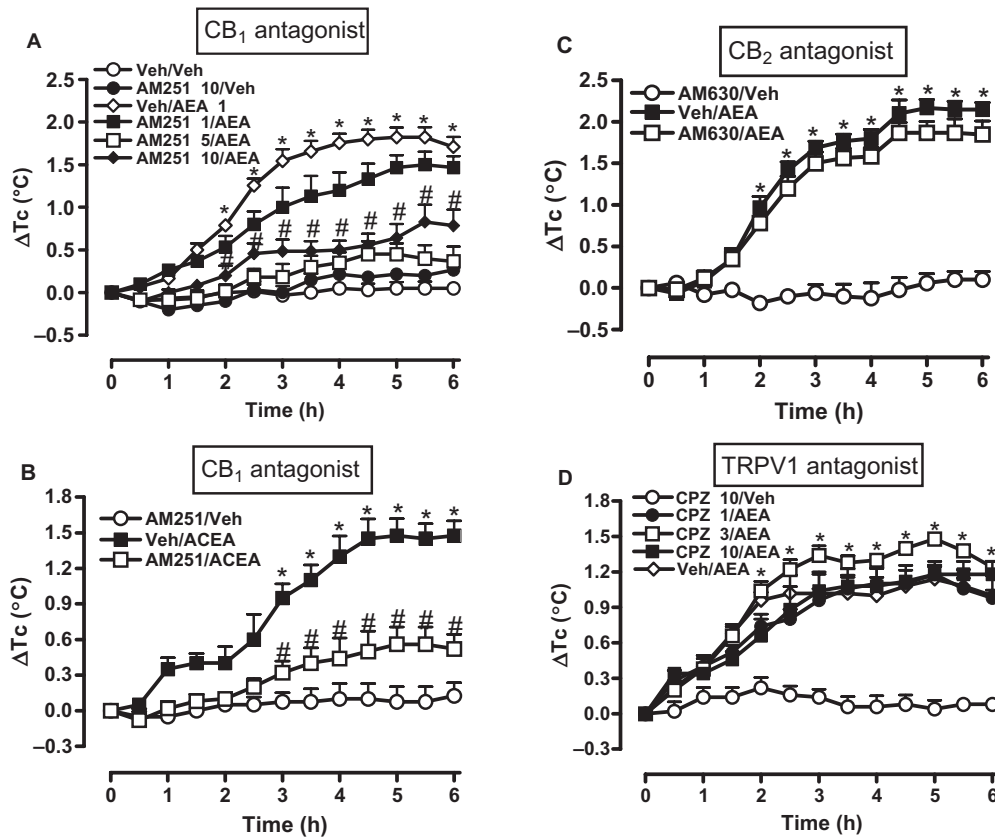 A
CB1 antagonist
Veh/Veh
AM251 10/Veh
Veh/AEA 1
AM251 1/AEA
AM251 5/AEA
AM251 10/AEA
2.5
2.0
1.5
1.0
0.5
0.0
–0.5
ΔTc (°C)
* * * * * * * * *
# # # # # # # # #
0 1 2 3 4 5 6
Time (h)
C
CB2 antagonist
AM630/Veh
Veh/AEA
AM630/AEA
2.5
2.0
1.5
1.0
0.5
0.0
–0.5
ΔTc (°C)
* * * * * * * * *
0 1 2 3 4 5 6
Time (h)
B
CB1 antagonist
AM251/Veh
Veh/ACEA
AM251/ACEA
1.8
1.5
1.2
0.9
0.6
0.3
0.0
–0.3
ΔTc (°C)
* * * * * * *
# # # # # # #
0 1 2 3 4 5 6
Time (h)
D
TRPV1 antagonist
CPZ 10/Veh
CPZ 1/AEA
CPZ 3/AEA
CPZ 10/AEA
Veh/AEA
1.8
1.5
1.2
0.9
0.6
0.3
0.0
–0.3
ΔTc (°C)
* * * * * * * * *
0 1 2 3 4 5 6
Time (h)